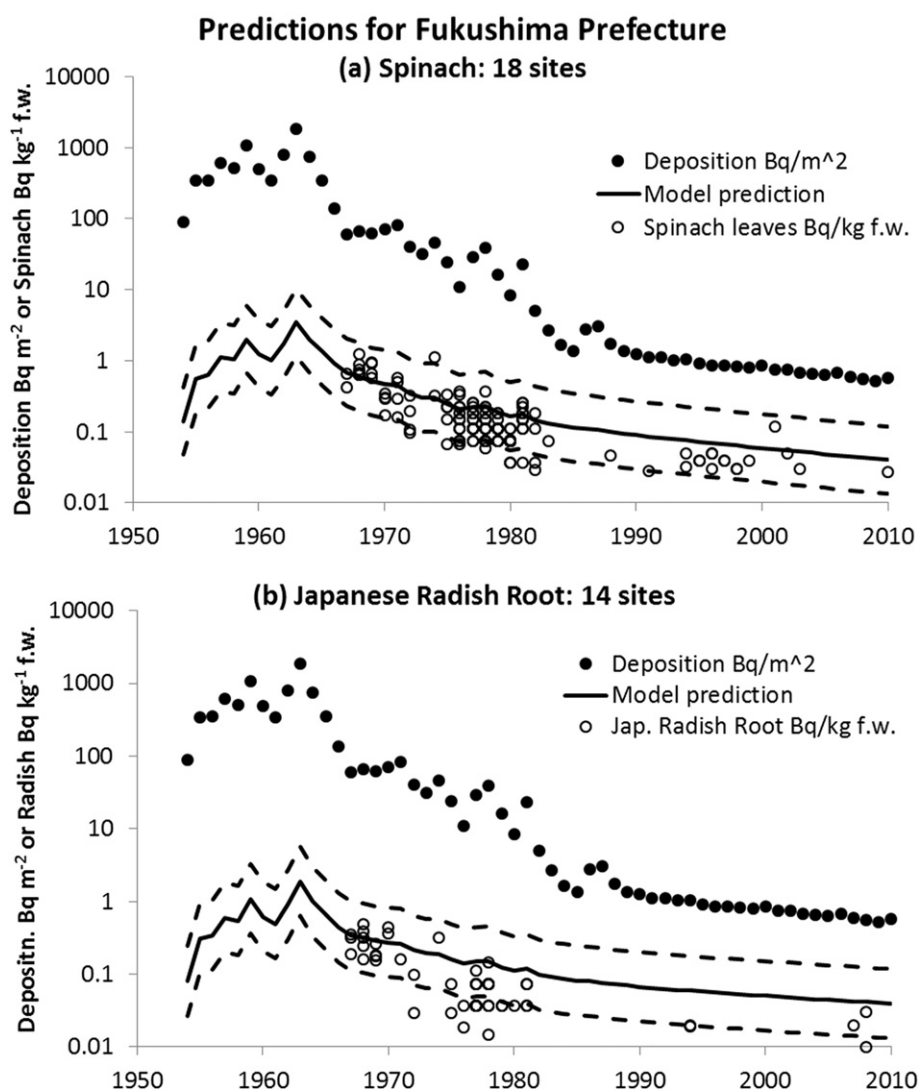 Predictions for Fukushima Prefecture
(a) Spinach: 18 sites
Deposition Bq m⁻² or Spinach Bq kg⁻¹ f.w.
10000
1000
100
10
1
0.1
0.01
Deposition Bq/m^2
Model prediction
Spinach leaves Bq/kg f.w.
1950 1960 1970 1980 1990 2000 2010
(b) Japanese Radish Root: 14 sites
Depositn. Bq m⁻² or Radish Bq kg⁻¹ f.w.
10000
1000
100
10
1
0.1
0.01
Deposition Bq/m^2
Model prediction
Jap. Radish Root Bq/kg f.w.
1950 1960 1970 1980 1990 2000 2010